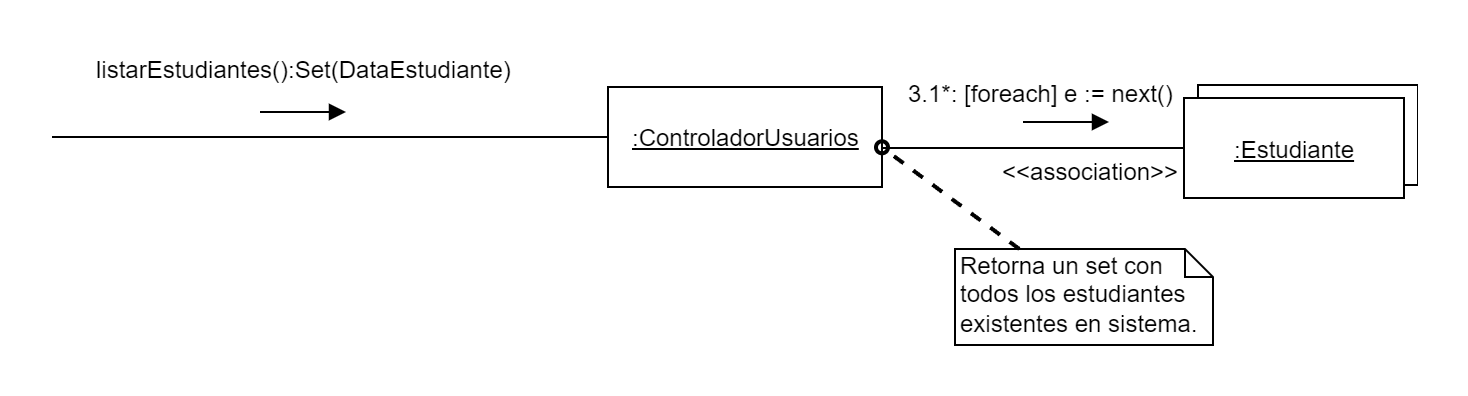 listarEstudiantes():Set(DataEstudiante)
3.1*: [foreach] e := next()
:ControladorUsuarios
:Estudiante
<<association>>
Retorna un set con
todos los estudiantes
existentes en sistema.